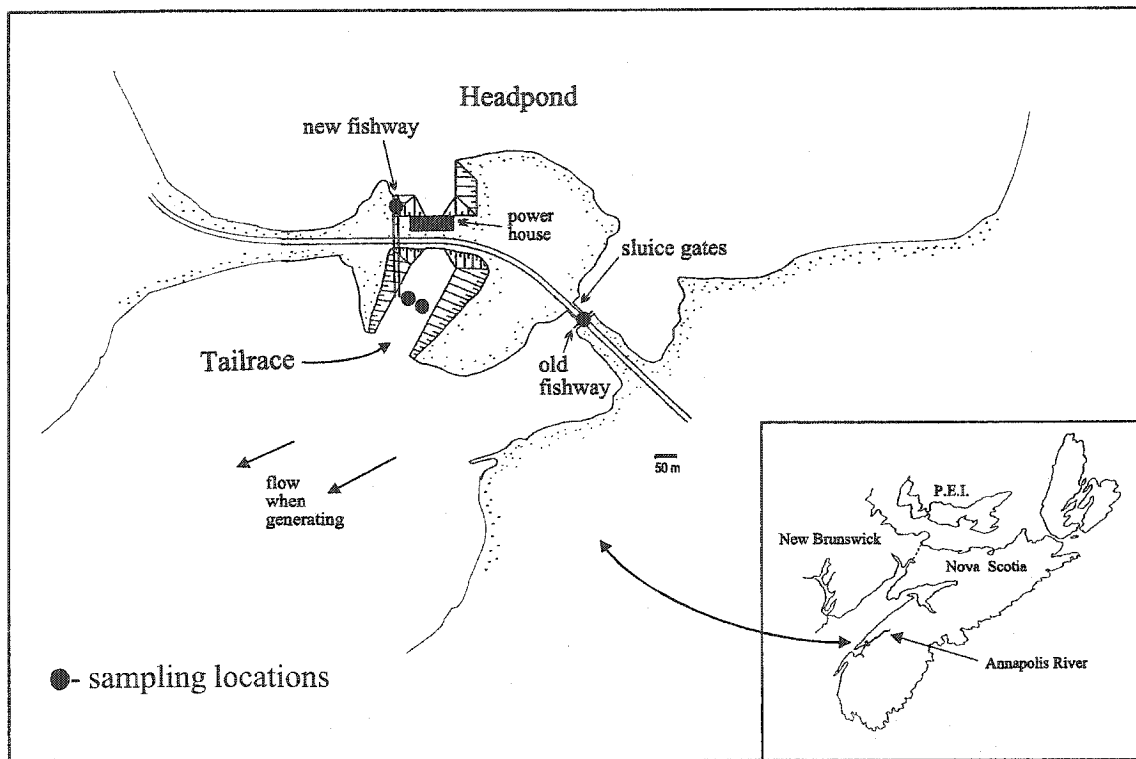 Headpond
new fishway
power
house
sluice gates
Tailrace
old
fishway
50 m
flow
when
generating
P.E.I.
New Brunswick
Nova Scotia
Annapolis River
- sampling locations